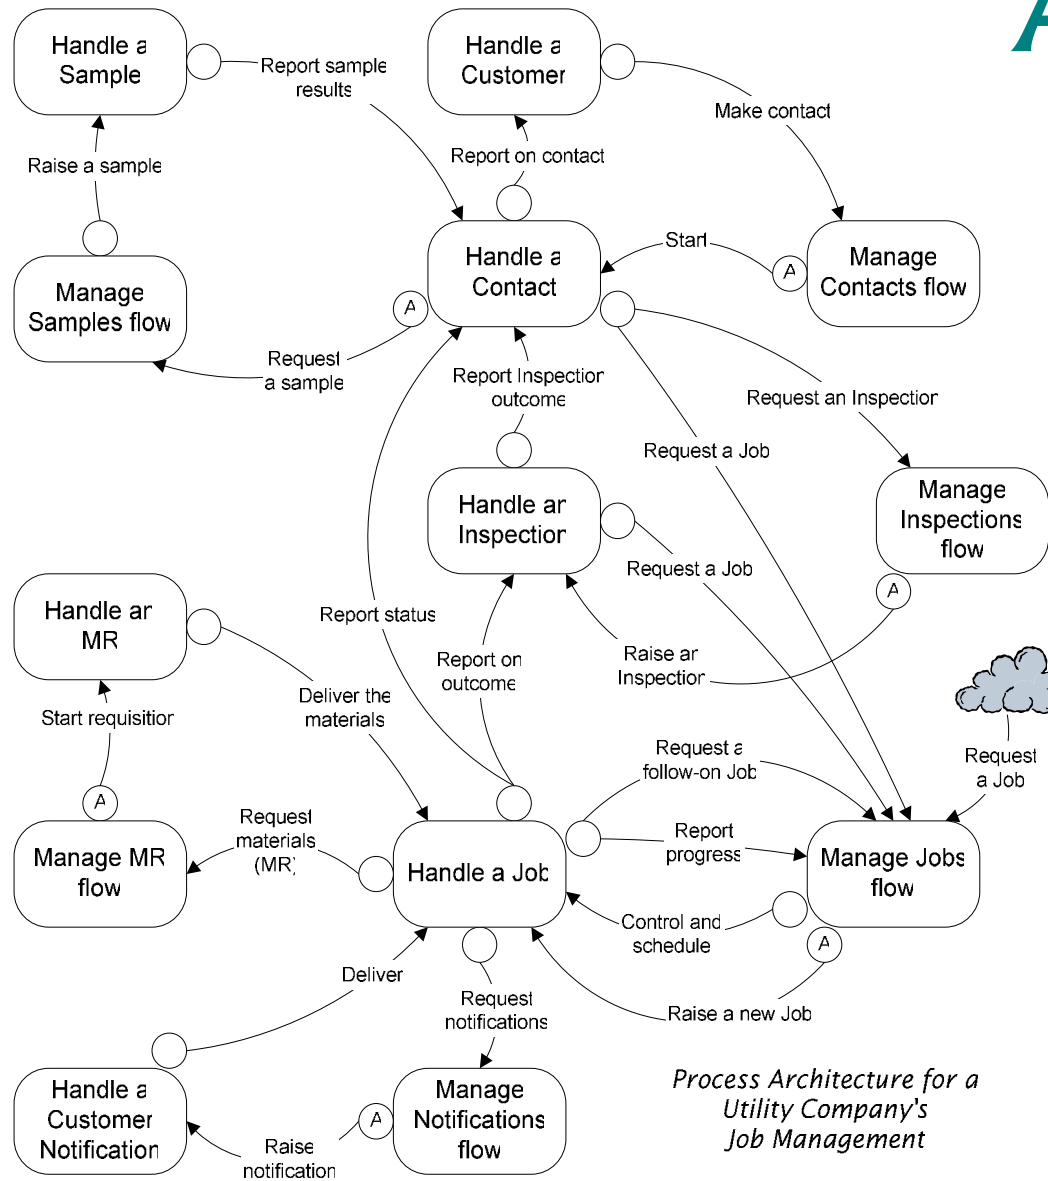 Handle a
Sample
Report sample
results
Handle a
Customer
Make contact
Raise a sample
Report on contact
Manage
Samples flow
Handle a
Contact
Start
A
Manage
Contacts flow
A
Request
a sample
Report Inspection
outcome
Request an Inspection
Request a Job
Handle an
Inspection
Manage
Inspections
flow
Request a Job
A
Handle an
MR
Report status
Report on
outcome
Raise an
Inspection
Start requisition
Deliver the
materials
Request a
follow-on Job
Request
a Job
A
Manage MR
flow
Request
materials
(MR)
Handle a Job
Report
progress
Manage Jobs
flow
Control and
schedule
A
Deliver
Request
notifications
Raise a new Job
Handle a
Customer
Notification
Raise
notification
A
Manage
Notifications
flow
Process Architecture for a
Utility Company's
Job Management